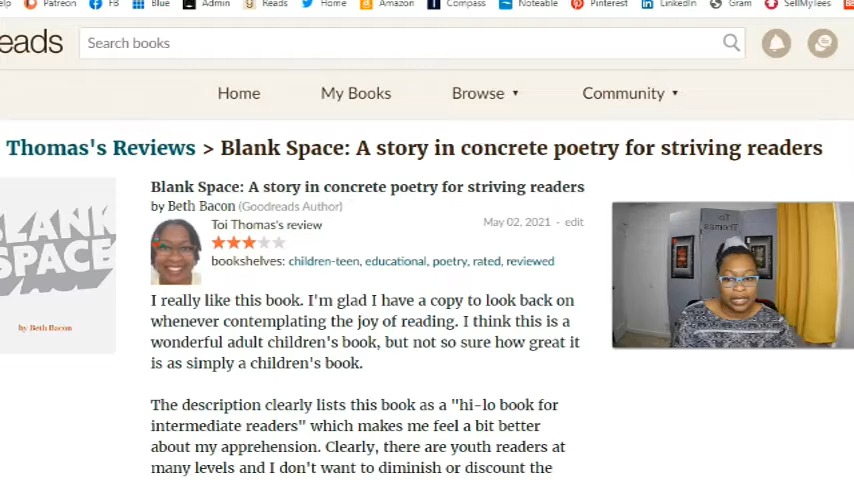 elp Patreon FB Blue Admin Reads Home Amazon Compass Noteable Pinterest LinkedIn Gram SellMyTees
eads Search books
Home My Books Browse Community
Thomas's Reviews > Blank Space: A story in concrete poetry for striving readers
BLANK
SPACE
by Beth Bacon
Blank Space: A story in concrete poetry for striving readers
by Beth Bacon (Goodreads Author)
Toi Thomas's review
May 02, 2021 - edit
bookshelves: children-teen, educational, poetry, rated, reviewed
I really like this book. I'm glad I have a copy to look back on
whenever contemplating the joy of reading. I think this is a
wonderful adult children's book, but not so sure how great it
is as simply a children's book.
The description clearly lists this book as a "hi-lo book for
intermediate readers" which makes me feel a bit better
about my apprehension. Clearly, there are youth readers at
many levels and I don't want to diminish or discount the